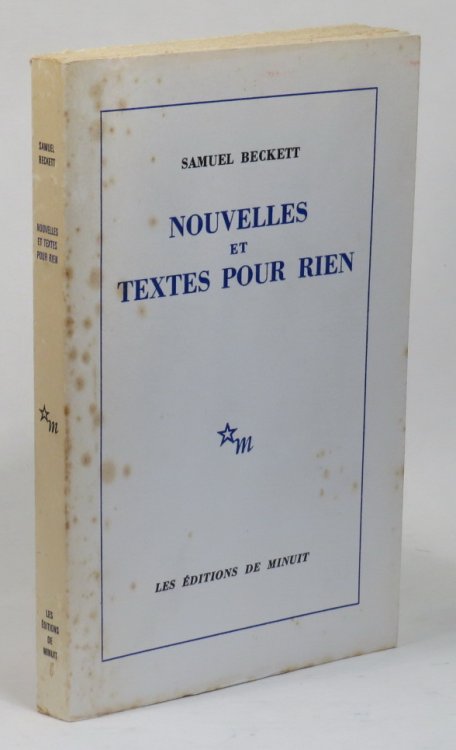 SAMUEL BECKETT
NOUVELLES
ET
TEXTES POUR RIEN
m
LES ÉDITIONS DE MINUIT
SAMUEL
BECKETT
NOUVELLES
ET TEXTES
POUR RIEN
m
LES
ÉDITIONS
DE
MINUIT